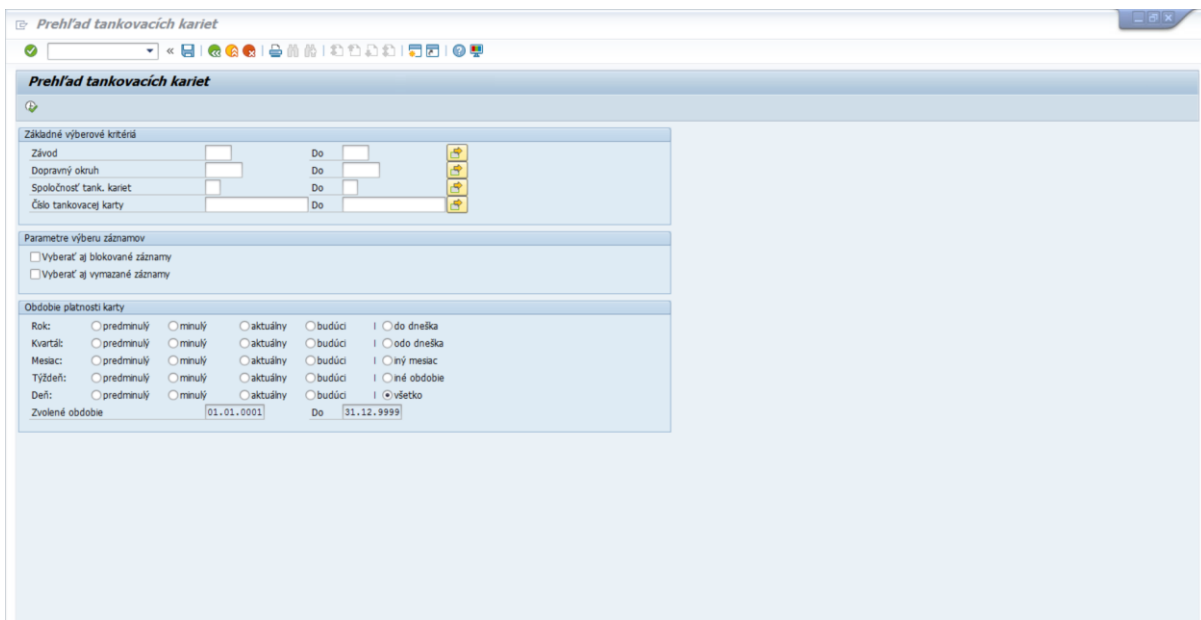 Prehľad tankovacích kariet
Prehľad tankovacích kariet
Základné výberové kritériá
Závod Do
Dopravný okruh Do
Spoločnosť tank. kariet Do
Číslo tankovacej karty Do
Parametre výberu záznamov
Vyberať aj blokované záznamy
Vyberať aj vymazané záznamy
Obdobie platnosti karty
Rok: predminulý minulý aktuálny budúci | do dneška
Kvartál: predminulý minulý aktuálny budúci | odo dneška
Mesiac: predminulý minulý aktuálny budúci | iný mesiac
Týždeň: predminulý minulý aktuálny budúci | iné obdobie
Deň: predminulý minulý aktuálny budúci | všetko
Zvolené obdobie 01.01.0001 Do 31.12.9999